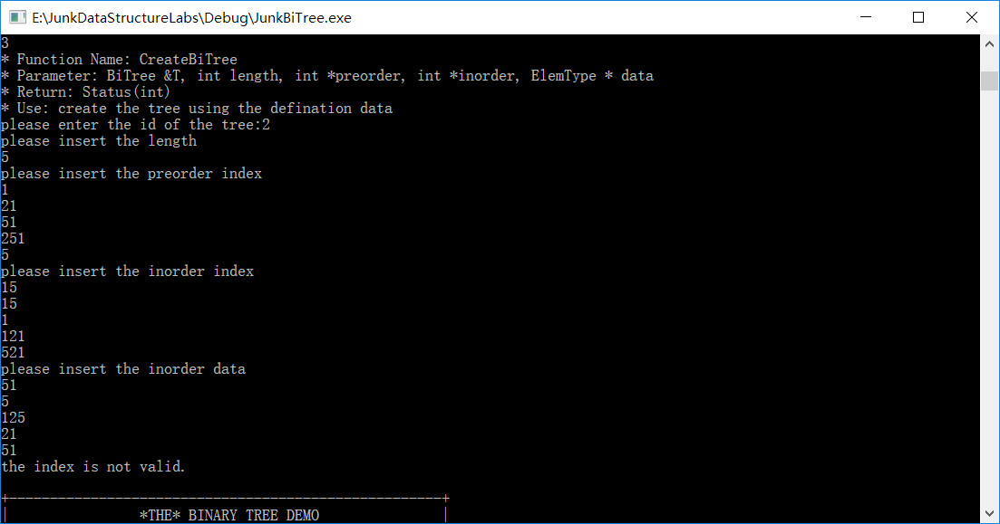 E:\JunkDataStructureLabs\Debug\JunkBiTree.exe
3
* Function Name: CreateBiTree
* Parameter: BiTree &T, int length, int *preorder, int *inorder, ElemType * data
* Return: Status(int)
* Use: create the tree using the defination data
please enter the id of the tree:2
please insert the length
5
please insert the preorder index
1
21
51
251
5
please insert the inorder index
15
15
1
121
521
please insert the inorder data
51
5
125
21
51
the index is not valid.
+-----------------------------------------------------+
|                *THE* BINARY TREE DEMO               |